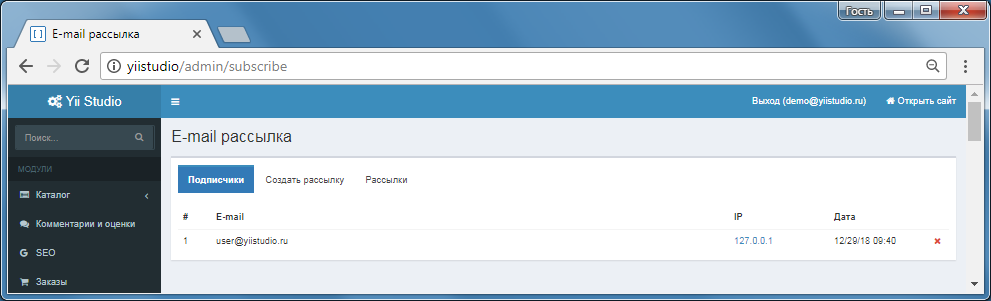 Гость
E-mail рассылка
yiistudio/admin/subscribe
Yii Studio
Выход (demo@yiistudio.ru)
Открыть сайт
Поиск...
E-mail рассылка
МОДУЛИ
Подписчики Создать рассылку Рассылки
Каталог
# E-mail IP Дата
Комментарии и оценки
1 user@yiistudio.ru 127.0.0.1 12/29/18 09:40
SEO
Заказы